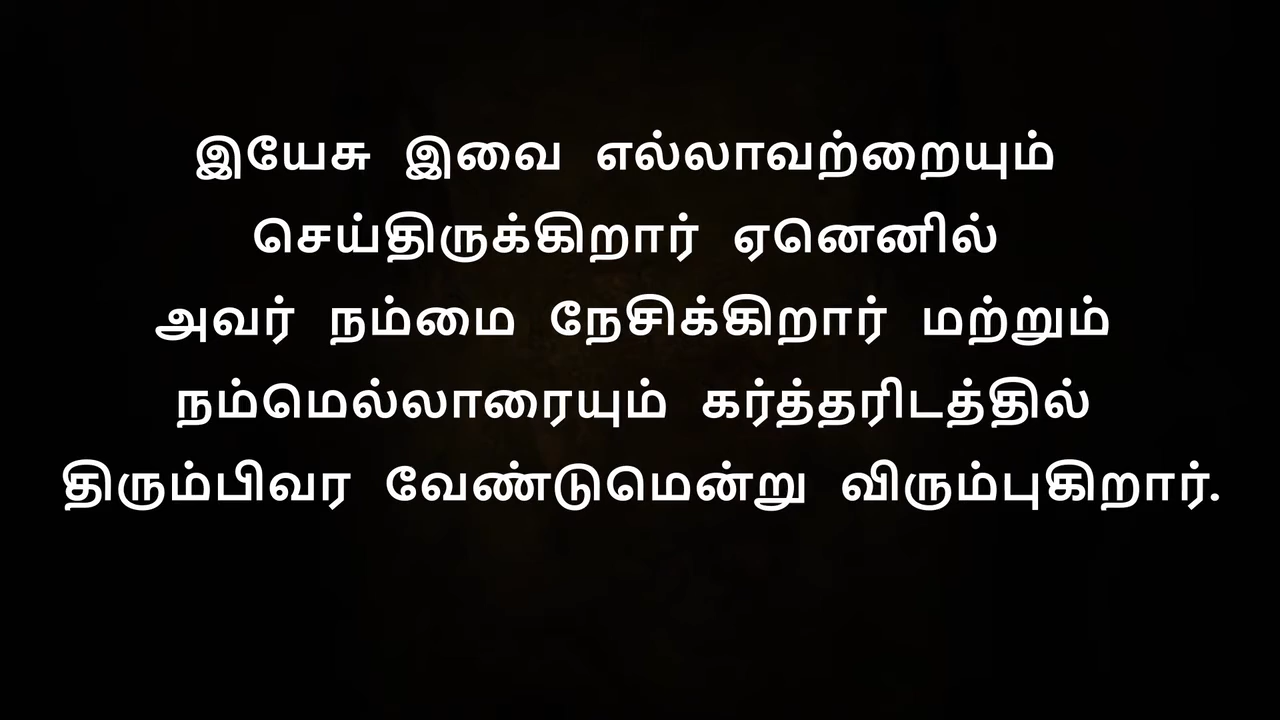 இயேசு இவை எல்லாவற்றையும்
செய்திருக்கிறார் ஏனெனில்
அவர் நம்மை நேசிக்கிறார் மற்றும்
நம்மெல்லாரையும் கர்த்தரிடத்தில்
திரும்பிவர வேண்டுமென்று விரும்புகிறார்.